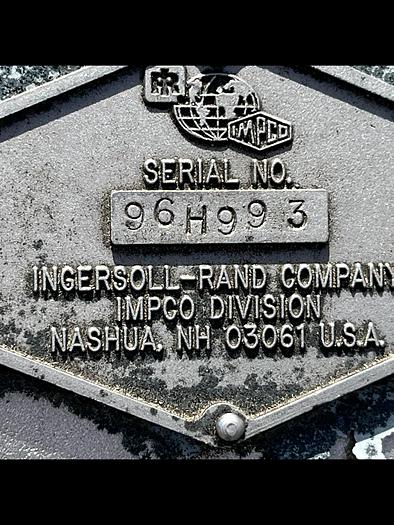 IR
IMPCO
SERIAL NO.
96H993
INGERSOLL-RAND COMPANY
IMPCO DIVISION
NASHUA, NH 03061 U.S.A.